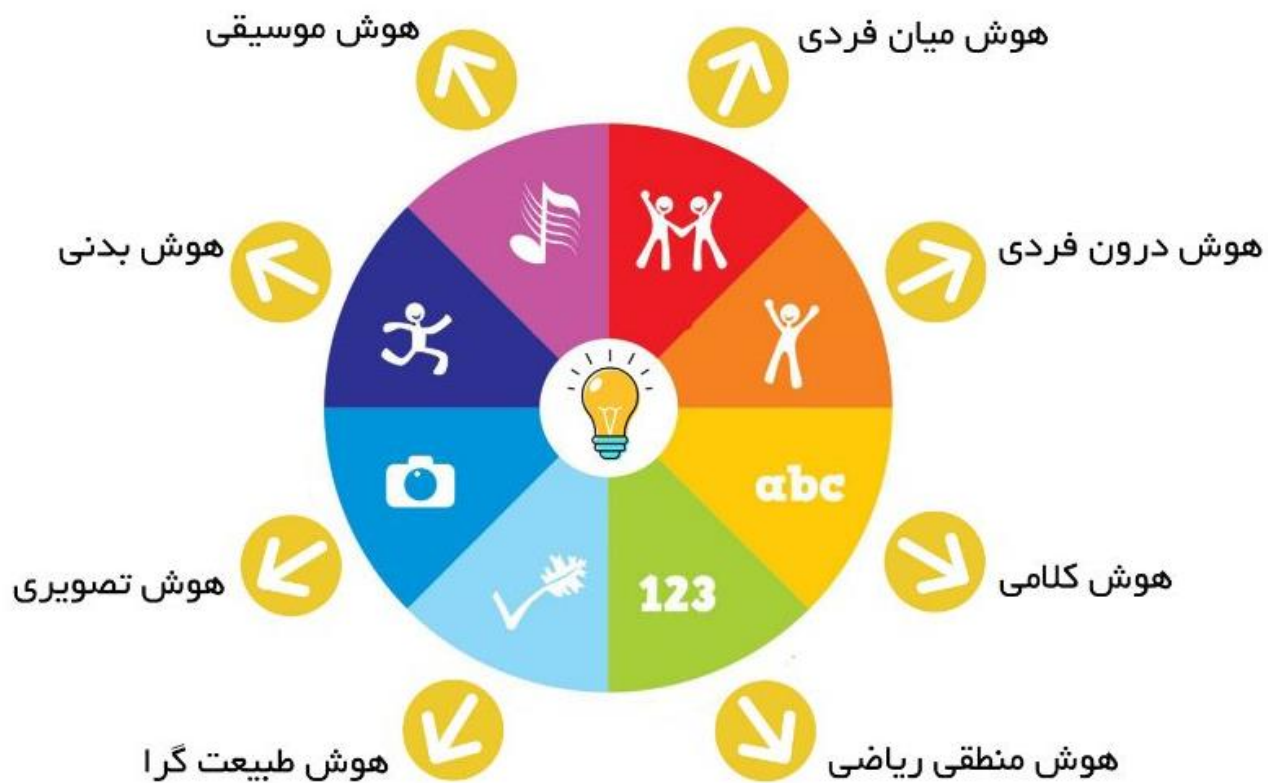 هوش میان فردی
هوش موسیقی
هوش درون فردی
هوش بدنی
abc
هوش کلامی
123
هوش تصویری
هوش منطقی ریاضی
هوش طبیعت گرا